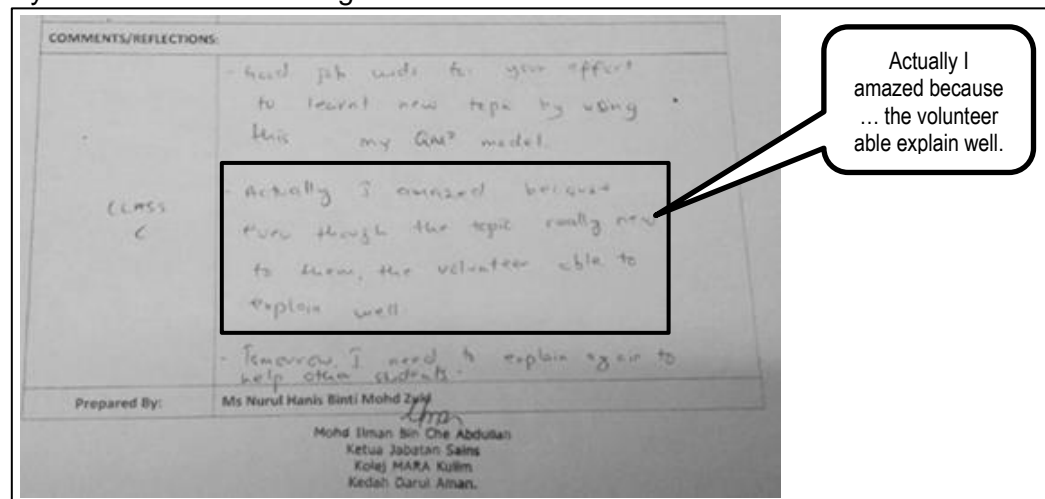 COMMENTS/REFLECTIONS:
- Good job kids for your effort
to learnt new topic by using
this my QM³ model.
CLASS
C
- Actually I amazed because
even though the topic really new
to them, the volunteer able to
explain well.
- Tomorrow, I need to explain again to
help other students.
Prepared By:
Ms Nurul Hanis Binti Mohd Zyid
Mohd Ilman Bin Che Abdullah
Ketua Jabatan Sains
Kolej MARA Kulim
Kedah Darul Aman.
Actually I
amazed because
… the volunteer
able explain well.